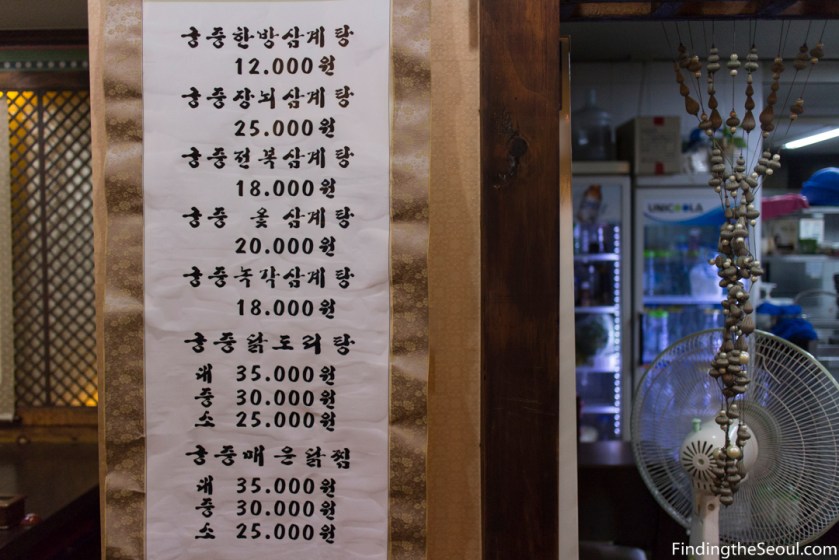 궁중한방삼계탕
12.000원
궁중장뇌삼계탕
25.000원
궁중전복삼계탕
18.000원
궁중 옻 삼계탕
20.000원
궁중녹각삼계탕
18.000원
궁중닭도리탕
대 35.000원
중 30.000원
소 25.000원
궁중매운닭찜
대 35.000원
중 30.000원
소 25.000원
UNICOOLA
FindingtheSeoul.com